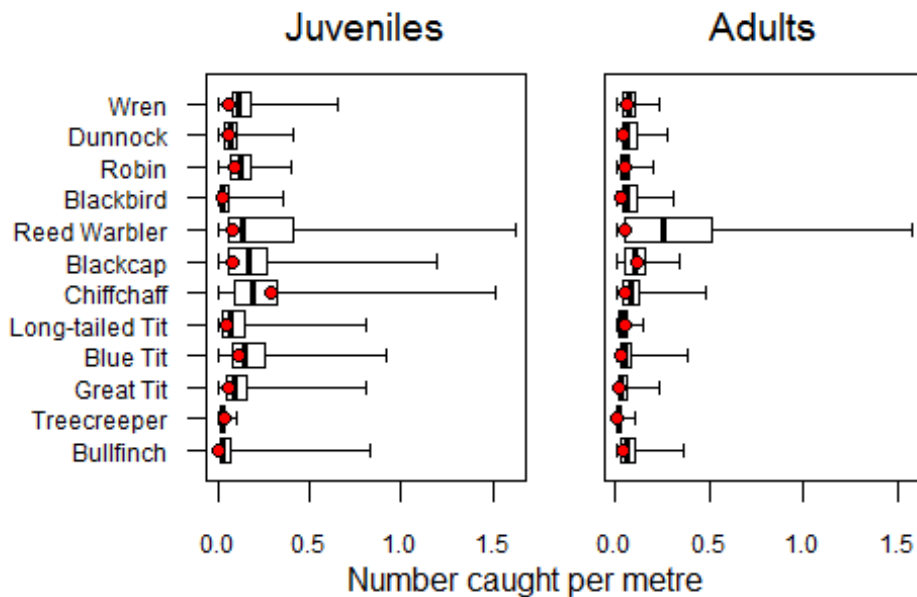 Juveniles
Adults
Wren
Dunnock
Robin
Blackbird
Reed Warbler
Blackcap
Chiffchaff
Long-tailed Tit
Blue Tit
Great Tit
Treecreeper
Bullfinch
0.0 0.5 1.0 1.5
0.0 0.5 1.0 1.5
Number caught per metre